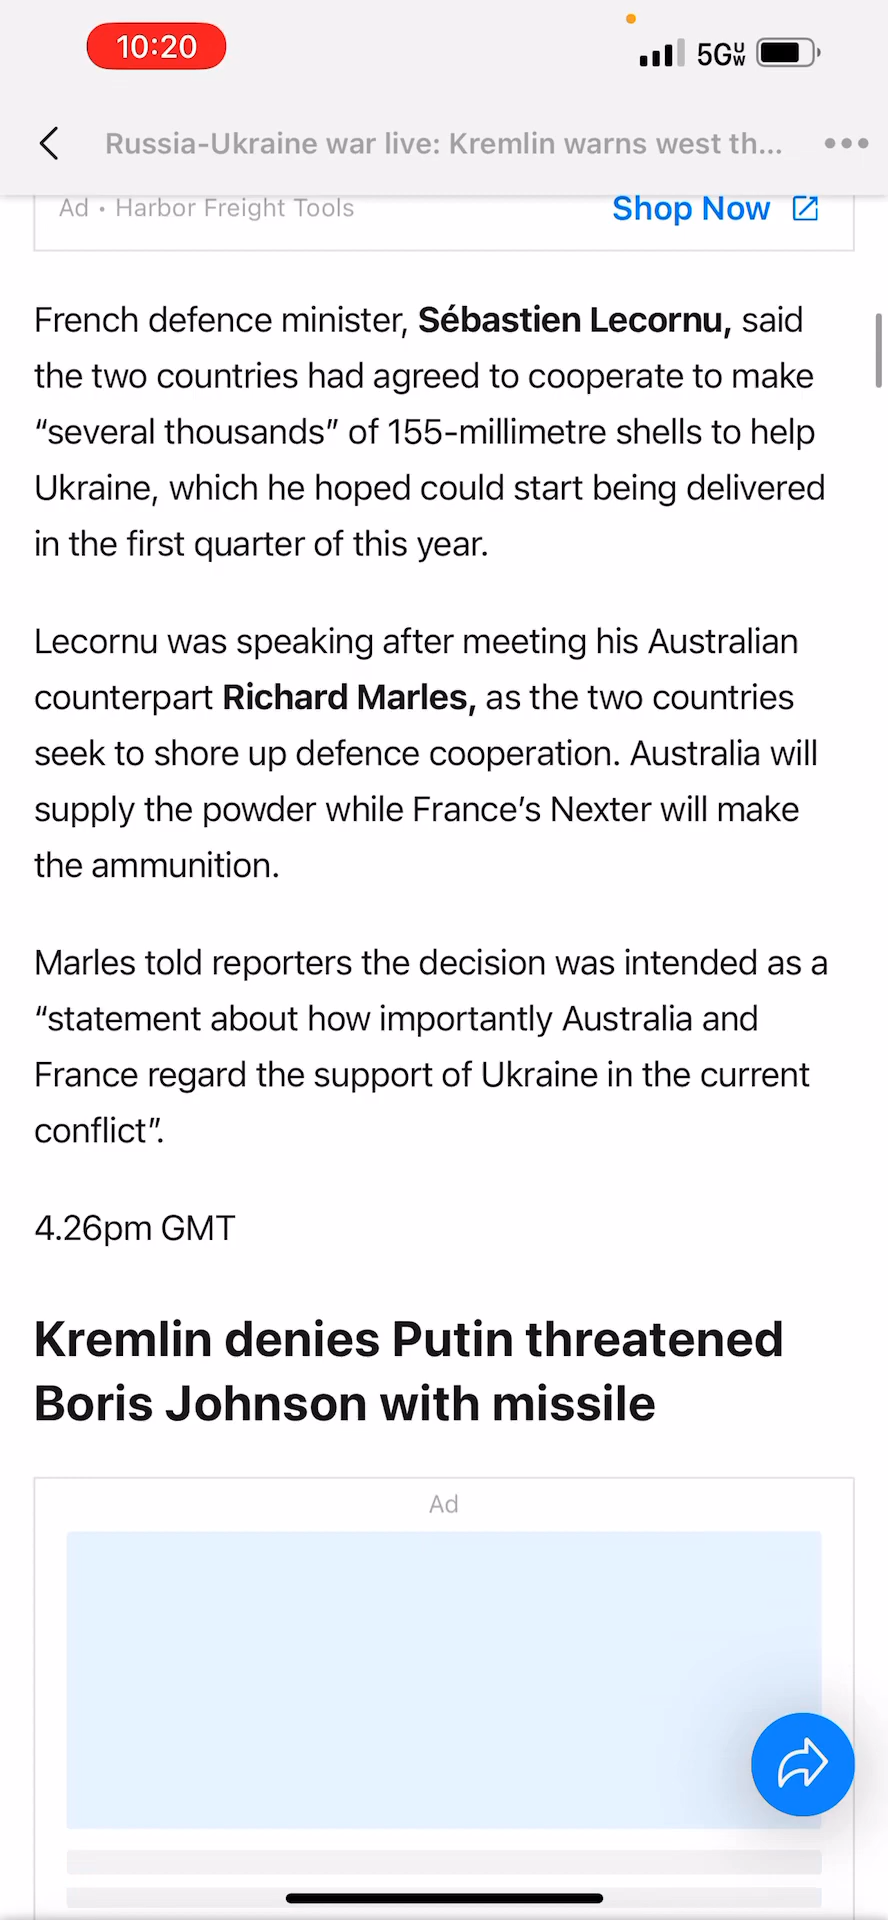 10:20
5GUW
Russia-Ukraine war live: Kremlin warns west th...
Ad • Harbor Freight Tools
Shop Now
French defence minister, Sébastien Lecornu, said
the two countries had agreed to cooperate to make
“several thousands” of 155-millimetre shells to help
Ukraine, which he hoped could start being delivered
in the first quarter of this year.
Lecornu was speaking after meeting his Australian
counterpart Richard Marles, as the two countries
seek to shore up defence cooperation. Australia will
supply the powder while France’s Nexter will make
the ammunition.
Marles told reporters the decision was intended as a
“statement about how importantly Australia and
France regard the support of Ukraine in the current
conflict”.
4.26pm GMT
Kremlin denies Putin threatened
Boris Johnson with missile
Ad